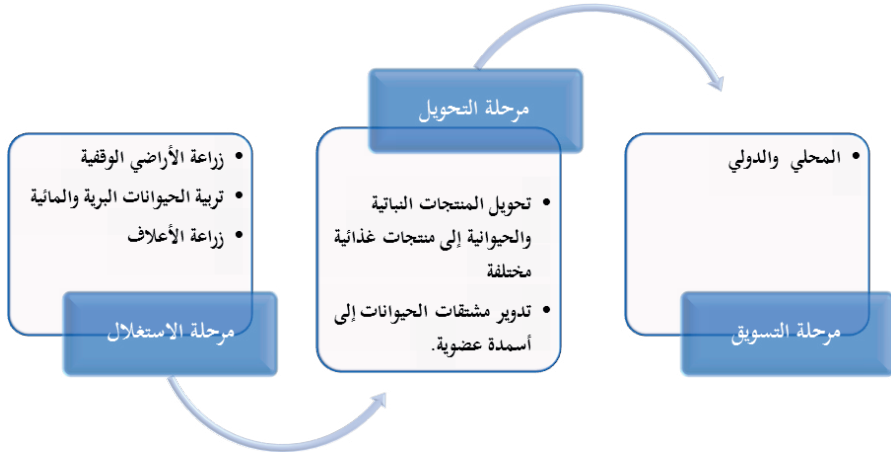 • زراعة الأراضي الوقفية
• تربية الحيوانات البرية والمائية
• زراعة الأعلاف
مرحلة الاستغلال
مرحلة التحويل
• تحويل المنتجات النباتية
والحيوانية إلى منتجات غذائية
مختلفة
• تدوير مشتقات الحيوانات إلى
أسمدة عضوية.
• المحلي والدولي
مرحلة التسويق